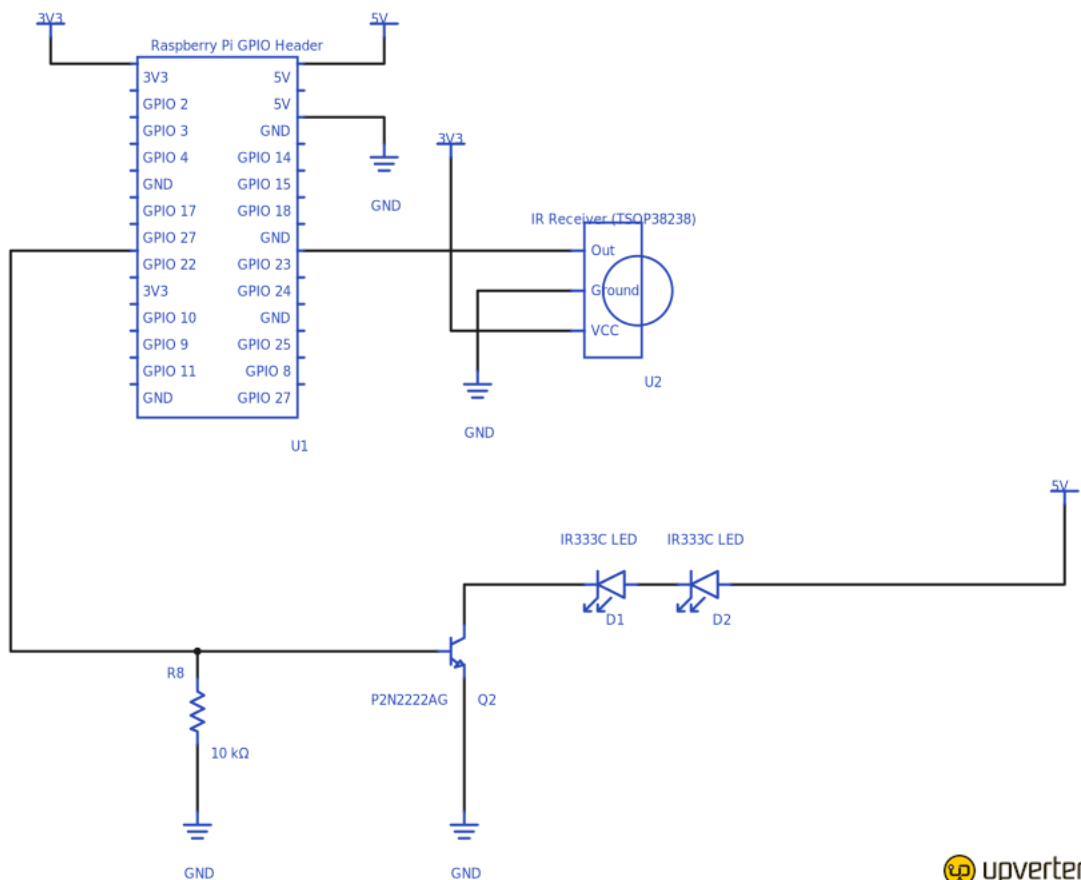 3V3
5V
Raspberry Pi GPIO Header
3V3 5V
GPIO 2 5V
GPIO 3 GND
GPIO 4 GPIO 14
GND GPIO 15
GPIO 17 GPIO 18
GPIO 27 GND
GPIO 22 GPIO 23
3V3 GPIO 24
GPIO 10 GND
GPIO 9 GPIO 25
GPIO 11 GPIO 8
GND GPIO 27
U1
GND
3V3
IR Receiver (TSOP38238)
Out
Ground
VCC
U2
GND
5V
IR333C LED IR333C LED
D1 D2
R8
P2N2222AG Q2
10 kΩ
GND GND
upverter